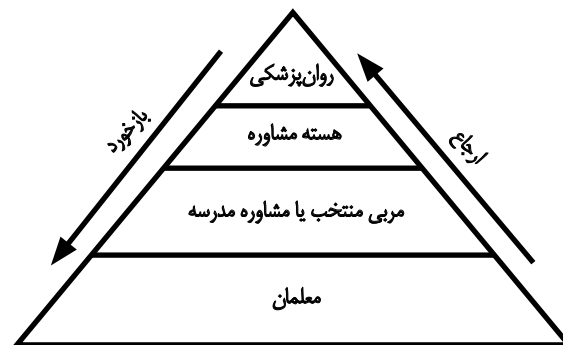 روان‌پزشکی
هسته مشاوره
مربی منتخب یا مشاوره مدرسه
معلمان
بازخورد
ارجاع